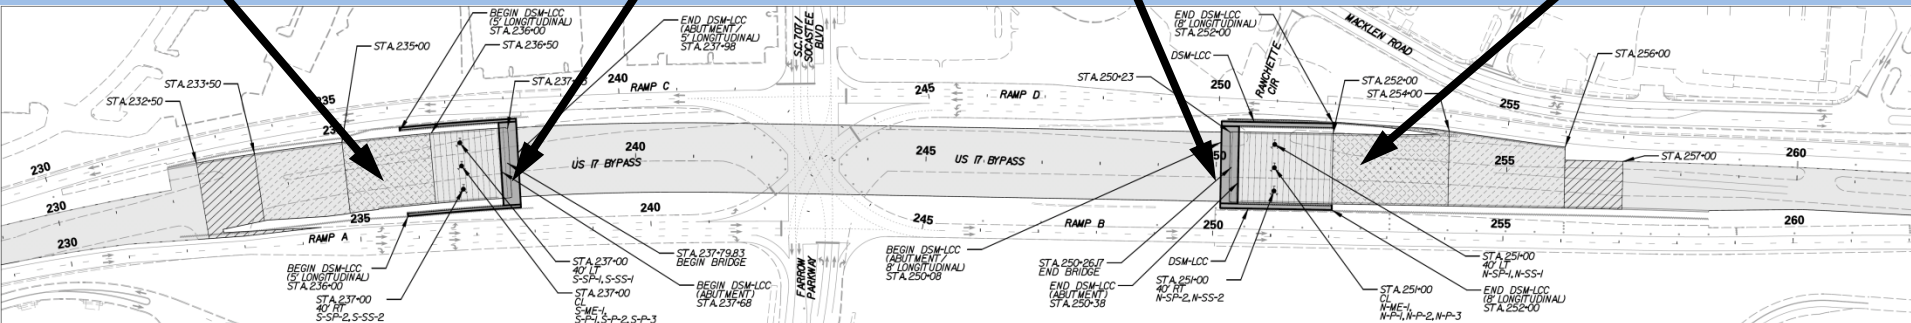 BEGIN DSM-LCC
(5' LONGITUDINAL)
STA.236+00
STA.235+00
STA.236+50
STA.233+50
STA.232+50
END DSM-LCC
(ABUTMENT/
5' LONGITUDINAL)
STA.237+98
S.C.707/
SOCASTEE
BLVD
240
RAMP C
245
RAMP D
END DSM-LCC
(8' LONGITUDINAL)
STA.252+00
DSM-LCC
STA.250+23
250
RANCHETTE
CIR
MACKLEN ROAD
STA.252+00
STA.254+00
255
STA.256+00
STA.257+00
260
230
230
230
235
RAMP A
240
US 17 BYPASS
240
245
US 17 BYPASS
245
RAMP B
250
255
255
260
BEGIN DSM-LCC
(5' LONGITUDINAL)
STA.236+00
STA.237+00
40' RT
S-SP-2,S-SS-2
STA.237+00
40' LT
S-SP-1,S-SS-1
STA.237+00
CL
S-ME-1,
S-P-1,S-P-2,S-P-3
STA.237+79.83
BEGIN BRIDGE
BEGIN DSM-LCC
(ABUTMENT)
STA.237+68
FARROW
PARKWAY
BEGIN DSM-LCC
(ABUTMENT/
8' LONGITUDINAL)
STA.250+08
STA.250+26.17
END BRIDGE
END DSM-LCC
(ABUTMENT)
STA.250+38
DSM-LCC
STA.251+00
40' RT
N-SP-2,N-SS-2
STA.251+00
CL
N-ME-1,
N-P-1,N-P-2,N-P-3
STA.251+00
40' LT
N-SP-1,N-SS-1
END DSM-LCC
(8' LONGITUDINAL)
STA.252+00